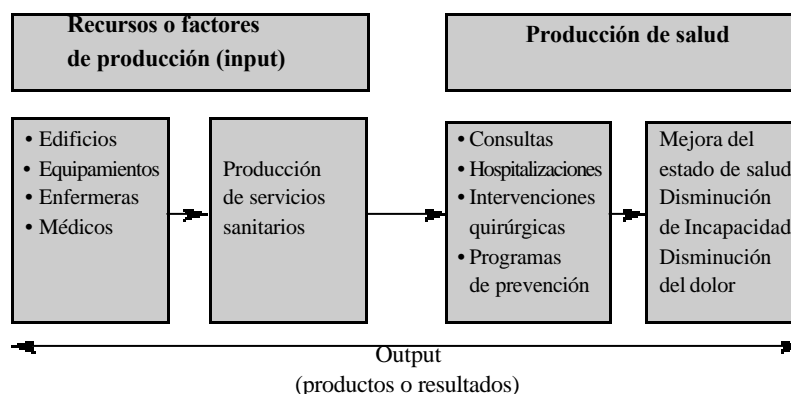 Recursos o factores
de producción (input)
Producción de salud
• Edificios
• Equipamientos
• Enfermeras
• Médicos
Producción
de servicios
sanitarios
• Consultas
• Hospitalizaciones
• Intervenciones
quirúrgicas
• Programas
de prevención
Mejora del
estado de salud
Disminución
de Incapacidad
Disminución
del dolor
Output
(productos o resultados)